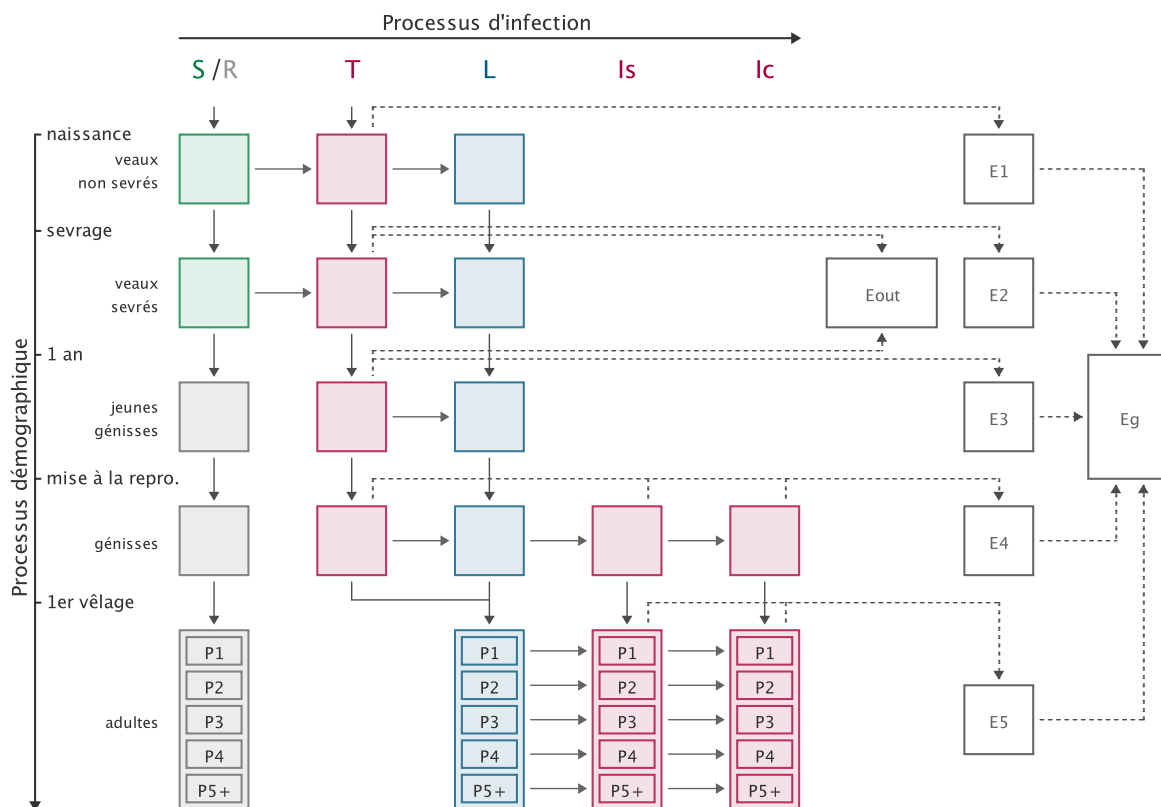 Processus d'infection
S /R
T
L
Is
Ic
Processus démographique
naissance
veaux
non sevrés
E1
sevrage
veaux
sevrés
Eout
E2
1 an
jeunes
génisses
E3
Eg
mise à la repro.
génisses
E4
1er vêlage
P1
P1
P1
P1
P2
P2
P2
P2
adultes
P3
P3
P3
P3
E5
P4
P4
P4
P4
P5+
P5+
P5+
P5+